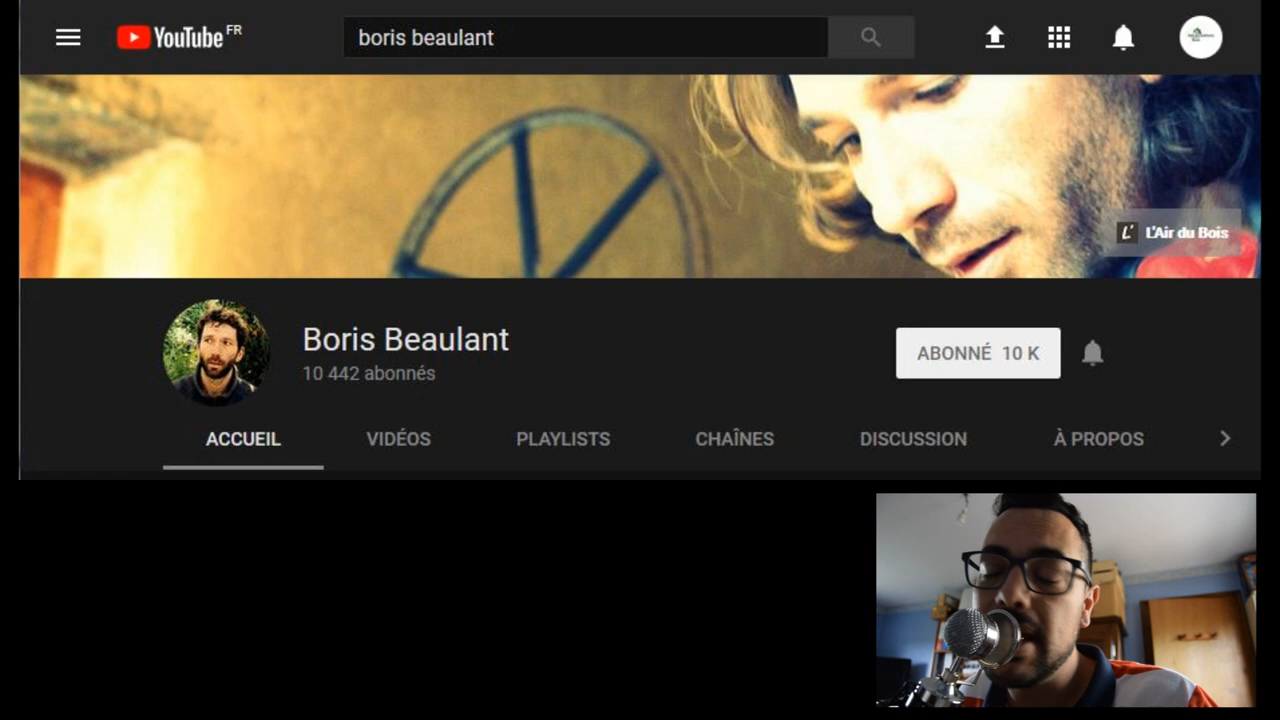 YouTube FR
boris beaulant
L' L'Air du Bois
Boris Beaulant
10 442 abonnés
ABONNÉ 10 K
ACCUEIL VIDÉOS PLAYLISTS CHAÎNES DISCUSSION À PROPOS